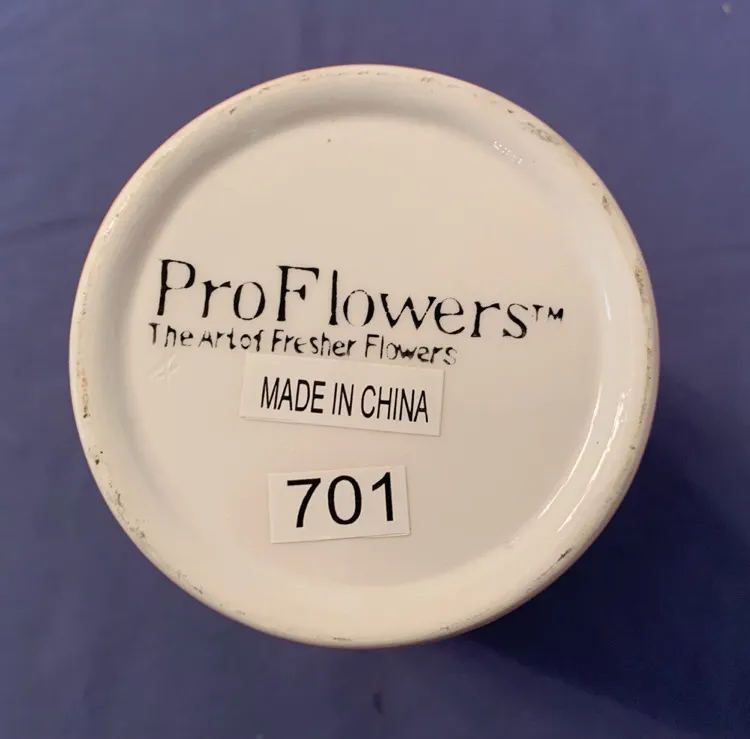 ProFlowers™
The Art of Fresher Flowers
MADE IN CHINA
701